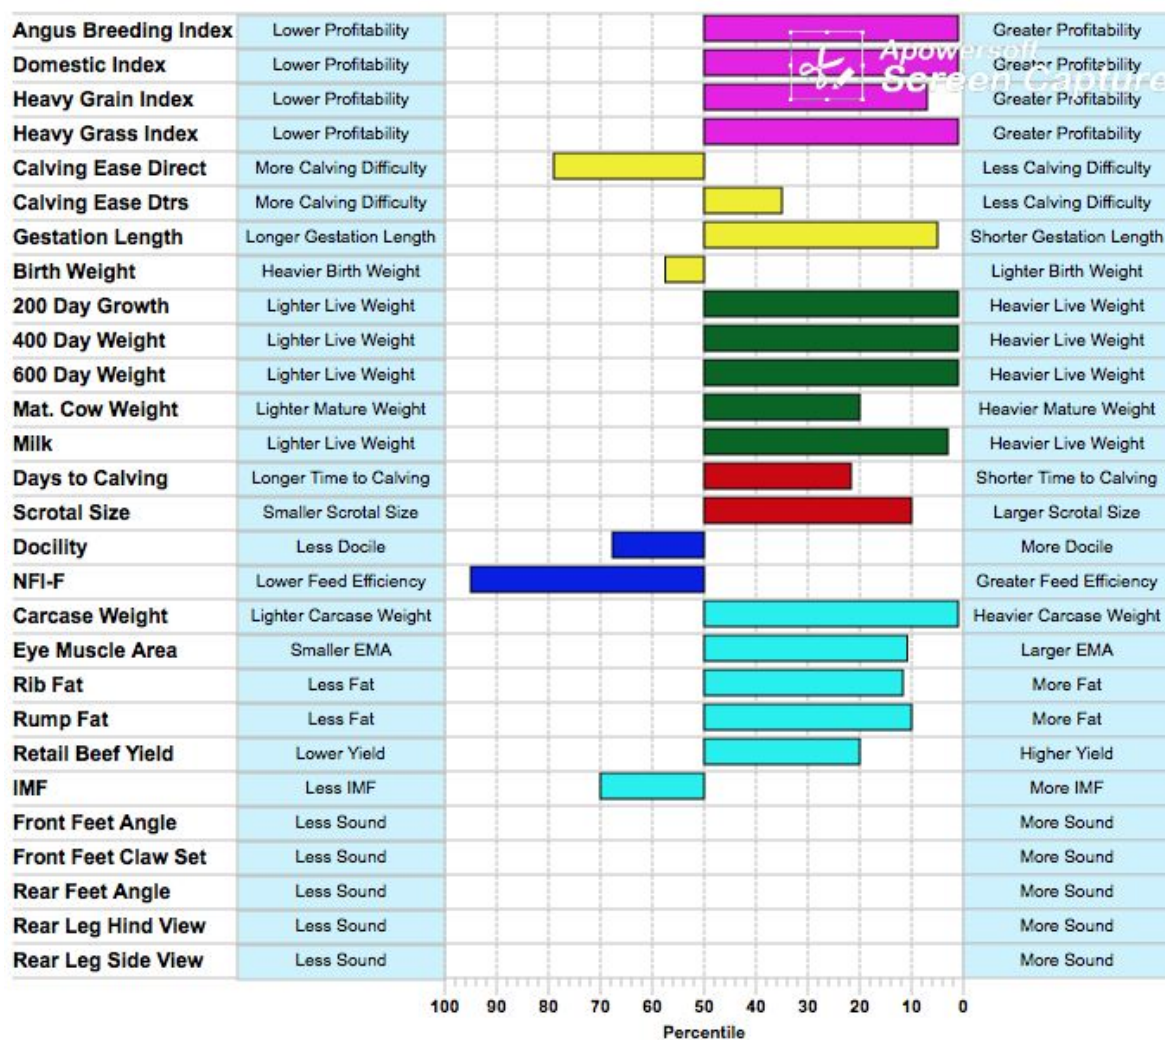 Angus Breeding Index Lower Profitability Greater Profitability
Domestic Index Lower Profitability Greater Profitability
Heavy Grain Index Lower Profitability Greater Profitability
Heavy Grass Index Lower Profitability Greater Profitability
Calving Ease Direct More Calving Difficulty Less Calving Difficulty
Calving Ease Dtrs More Calving Difficulty Less Calving Difficulty
Gestation Length Longer Gestation Length Shorter Gestation Length
Birth Weight Heavier Birth Weight Lighter Birth Weight
200 Day Growth Lighter Live Weight Heavier Live Weight
400 Day Weight Lighter Live Weight Heavier Live Weight
600 Day Weight Lighter Live Weight Heavier Live Weight
Mat. Cow Weight Lighter Mature Weight Heavier Mature Weight
Milk Lighter Live Weight Heavier Live Weight
Days to Calving Longer Time to Calving Shorter Time to Calving
Scrotal Size Smaller Scrotal Size Larger Scrotal Size
Docility Less Docile More Docile
NFI-F Lower Feed Efficiency Greater Feed Efficiency
Carcase Weight Lighter Carcase Weight Heavier Carcase Weight
Eye Muscle Area Smaller EMA Larger EMA
Rib Fat Less Fat More Fat
Rump Fat Less Fat More Fat
Retail Beef Yield Lower Yield Higher Yield
IMF Less IMF More IMF
Front Feet Angle Less Sound More Sound
Front Feet Claw Set Less Sound More Sound
Rear Feet Angle Less Sound More Sound
Rear Leg Hind View Less Sound More Sound
Rear Leg Side View Less Sound More Sound
100 90 80 70 60 50 40 30 20 10 0
Percentile
Apowersoft
Screen Capture